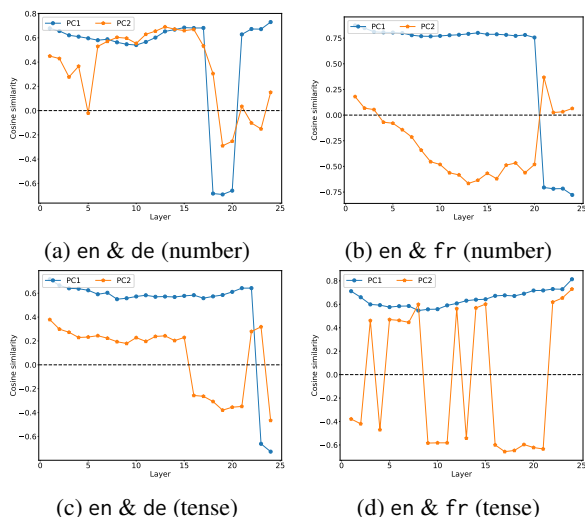 PC1 PC2
0.8
0.6
0.4
0.2
0.0
−0.2
−0.4
−0.6
Cosine similarity
0 5 10 15 20 25
Layer
(a) en & de (number)
PC1 PC2
0.75
0.50
0.25
0.00
−0.25
−0.50
−0.75
Cosine similarity
0 5 10 15 20 25
Layer
(b) en & fr (number)
PC1 PC2
0.6
0.4
0.2
0.0
−0.2
−0.4
−0.6
Cosine similarity
0 5 10 15 20 25
Layer
(c) en & de (tense)
PC1 PC2
0.8
0.6
0.4
0.2
0.0
−0.2
−0.4
−0.6
Cosine similarity
0 5 10 15 20 25
Layer
(d) en & fr (tense)